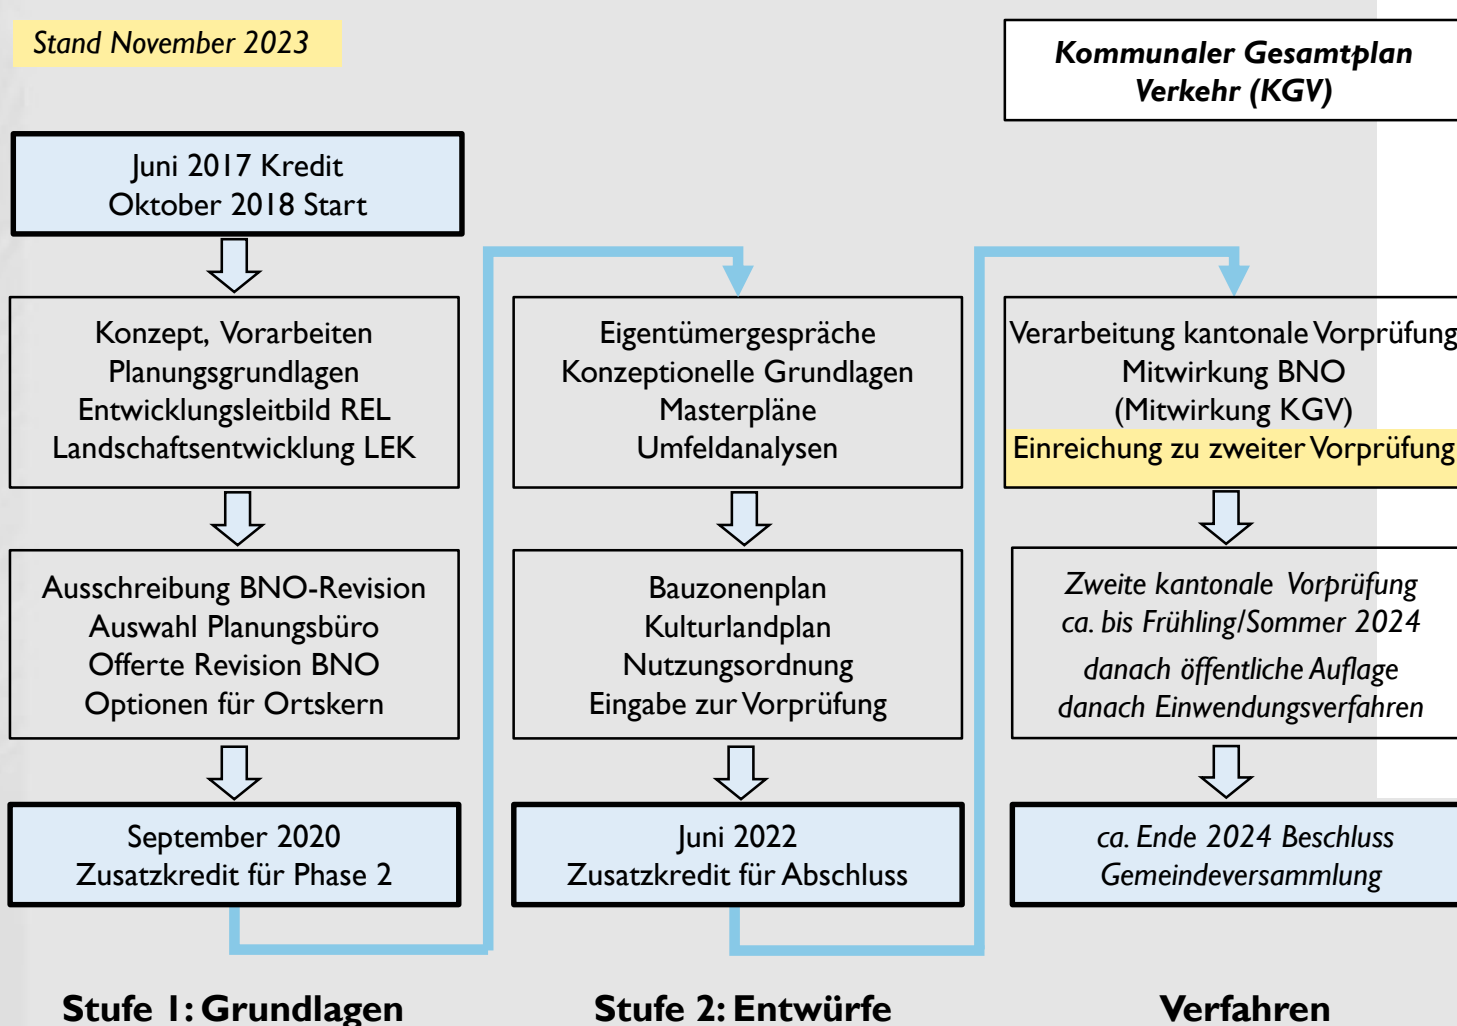 Stand November 2023
Kommunaler Gesamtplan
Verkehr (KGV)
Juni 2017 Kredit
Oktober 2018 Start
Konzept, Vorarbeiten
Planungsgrundlagen
Entwicklungsleitbild REL
Landschaftsentwicklung LEK
Ausschreibung BNO-Revision
Auswahl Planungsbüro
Offerte Revision BNO
Optionen für Ortskern
September 2020
Zusatzkredit für Phase 2
Stufe 1: Grundlagen
Eigentümergespräche
Konzeptionelle Grundlagen
Masterpläne
Umfeldanalysen
Bauzonenplan
Kulturlandplan
Nutzungsordnung
Eingabe zur Vorprüfung
Juni 2022
Zusatzkredit für Abschluss
Stufe 2: Entwürfe
Verarbeitung kantonale Vorprüfung
Mitwirkung BNO
(Mitwirkung KGV)
Einreichung zu zweiter Vorprüfung
Zweite kantonale Vorprüfung
ca. bis Frühling/Sommer 2024
danach öffentliche Auflage
danach Einwendungsverfahren
ca. Ende 2024 Beschluss
Gemeindeversammlung
Verfahren